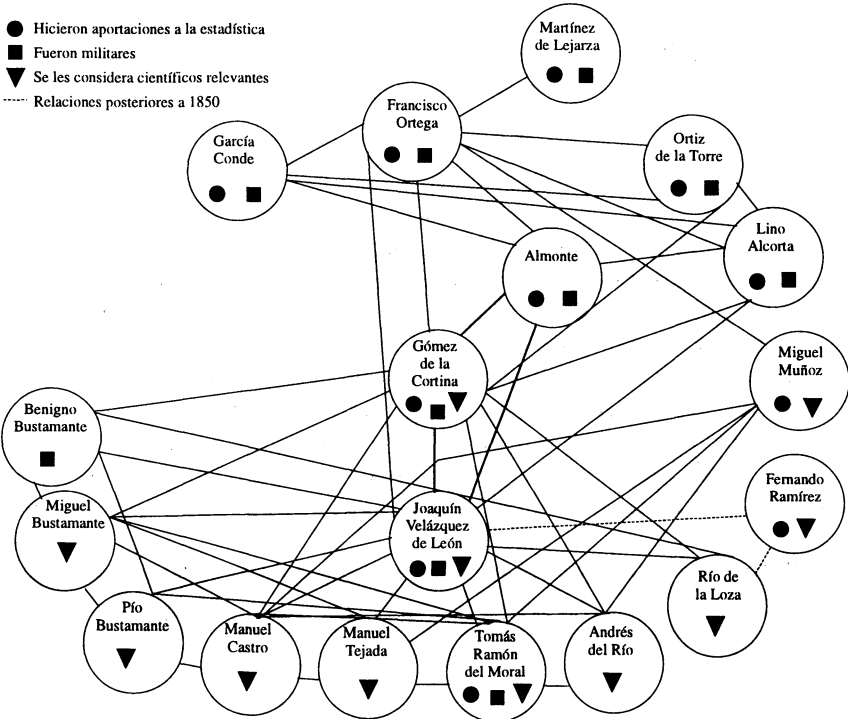 Hicieron aportaciones a la estadística
Fueron militares
Se les considera científicos relevantes
Relaciones posteriores a 1850
Martínez
de Lejarza
Francisco
Ortega
García
Conde
Ortiz
de la Torre
Lino
Alcorta
Almonte
Gómez
de la
Cortina
Miguel
Muñoz
Benigno
Bustamante
Miguel
Bustamante
Joaquín
Velázquez
de León
Fernando
Ramírez
Río de
la Loza
Pío
Bustamante
Manuel
Castro
Manuel
Tejada
Tomás
Ramón
del Moral
Andrés
del Río